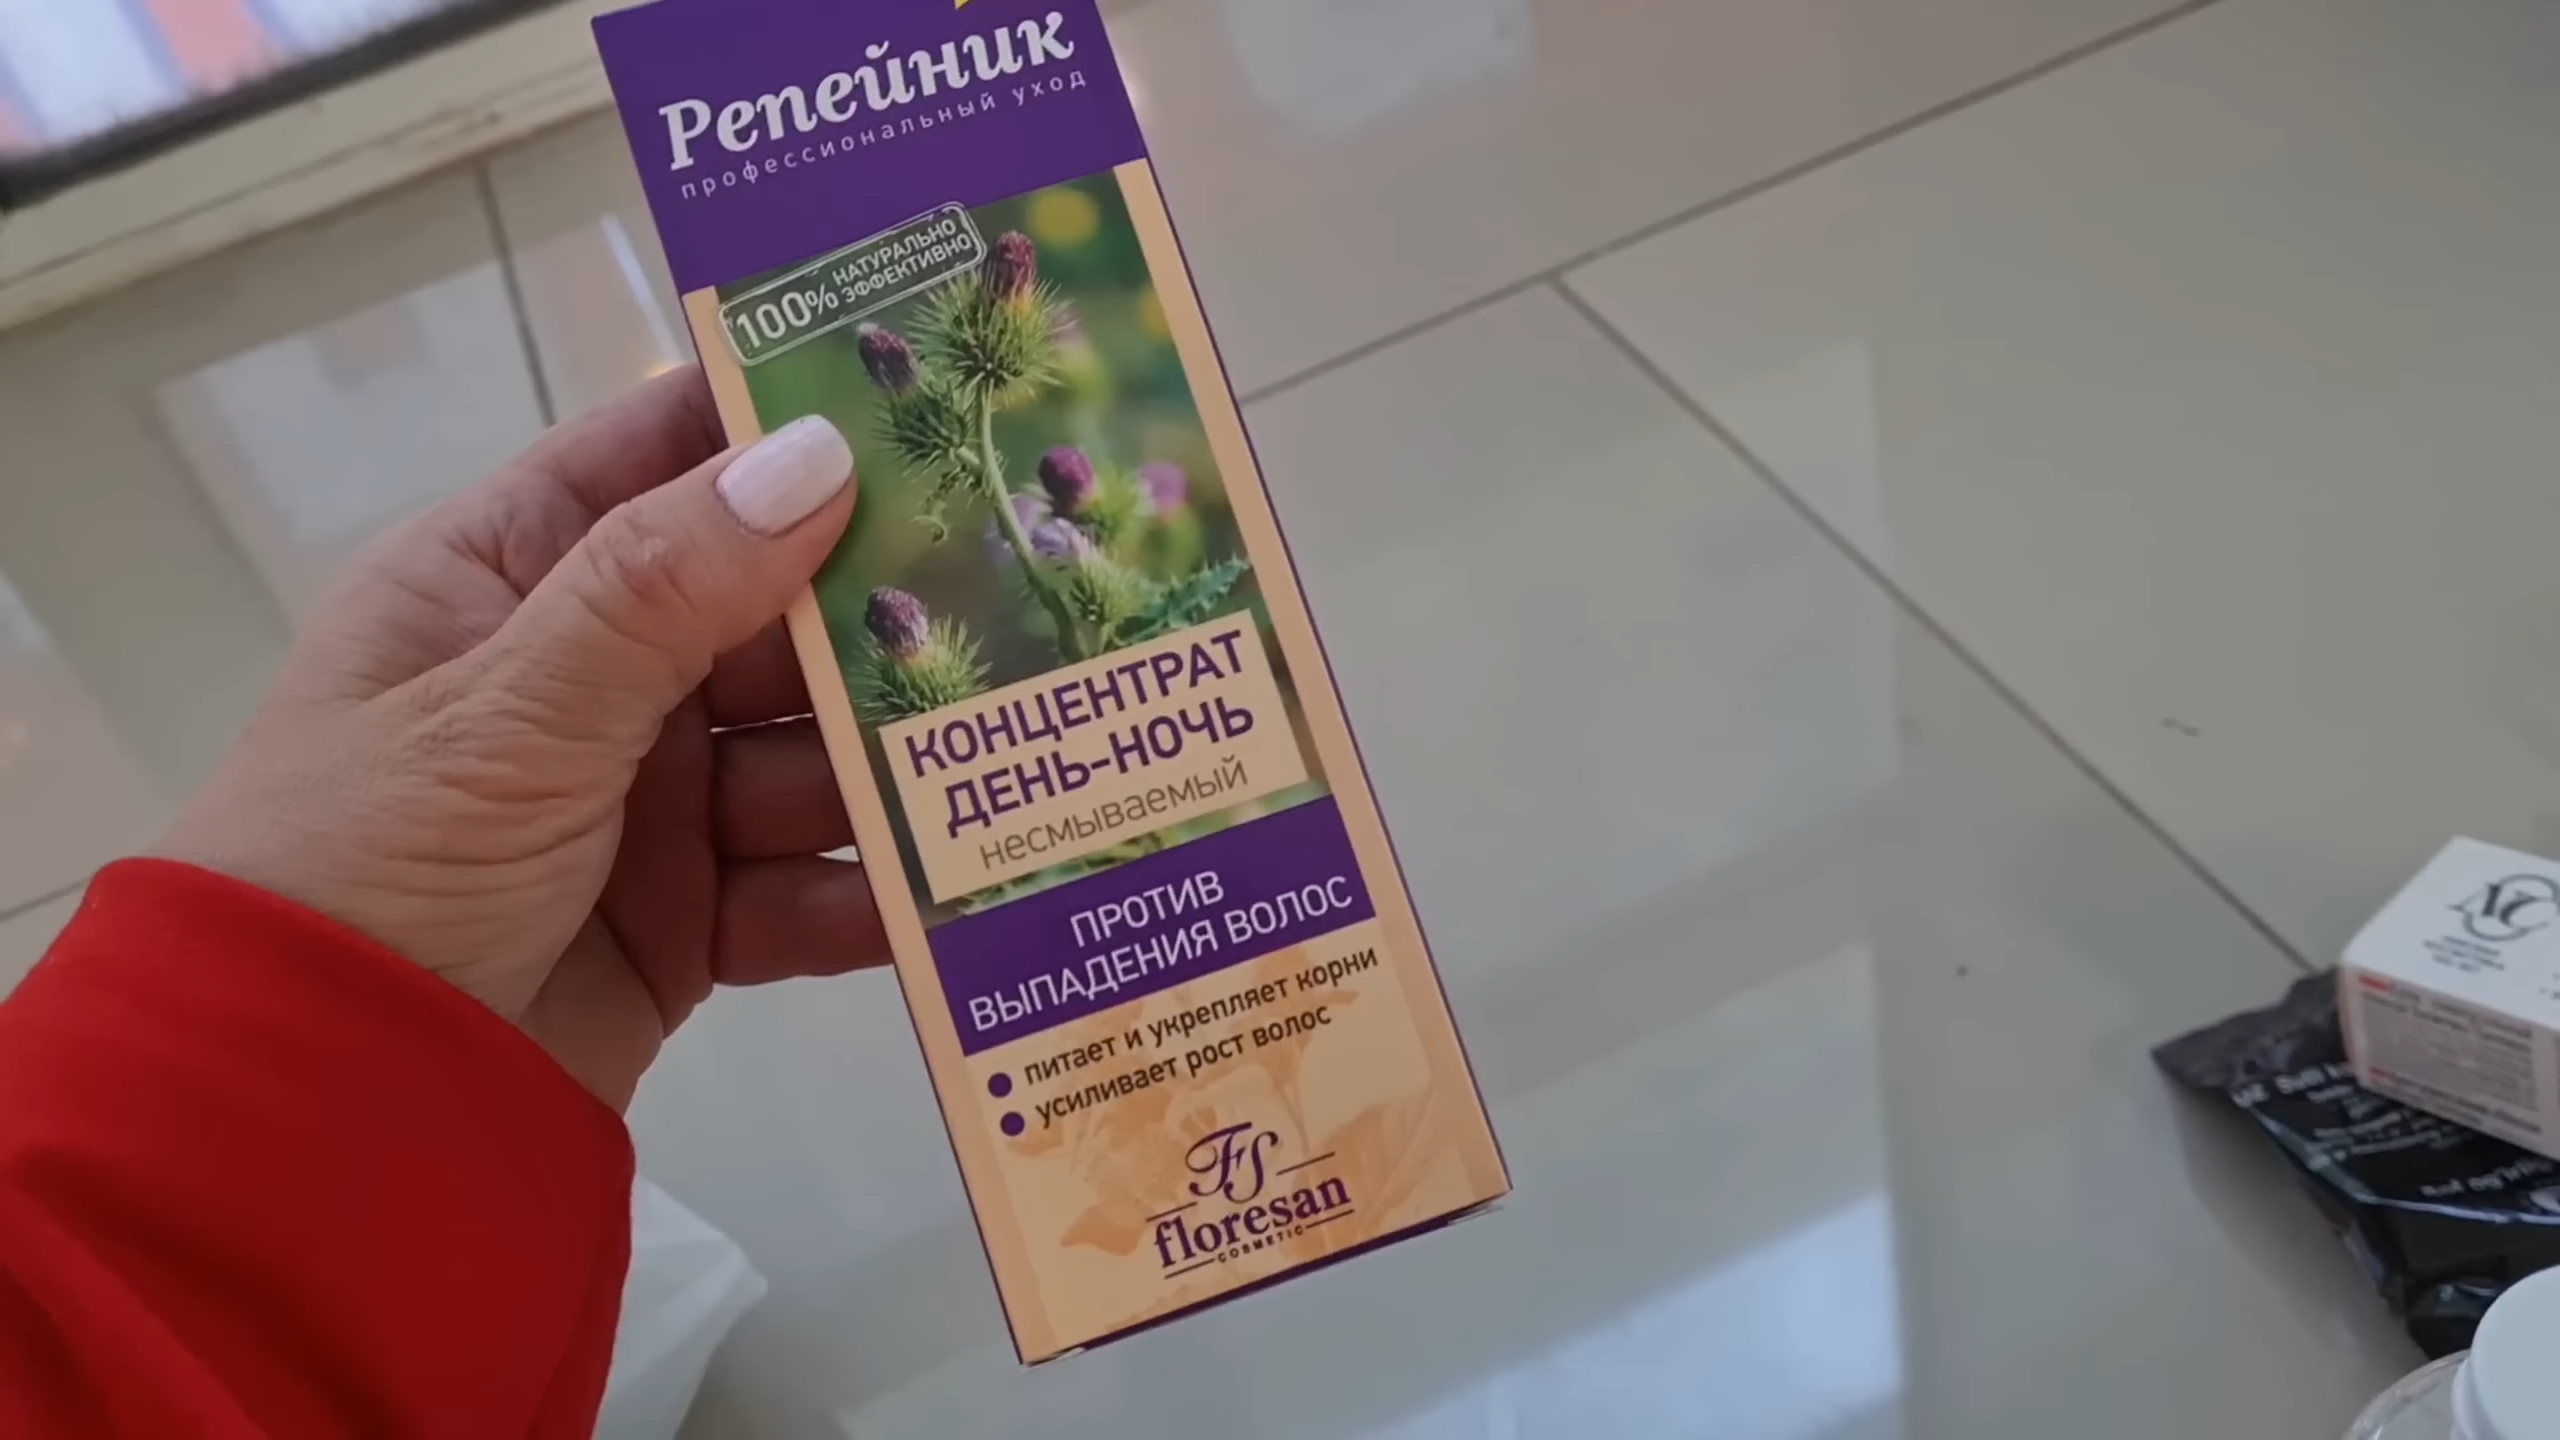 Репейник
профессиональный уход
100% НАТУРАЛЬНО
ЭФФЕКТИВНО
КОНЦЕНТРАТ
ДЕНЬ-НОЧЬ
несмываемый
ПРОТИВ
ВЫПАДЕНИЯ ВОЛОС
питает и укрепляет корни
усиливает рост волос
FS
floresan
COSMETIC
НС